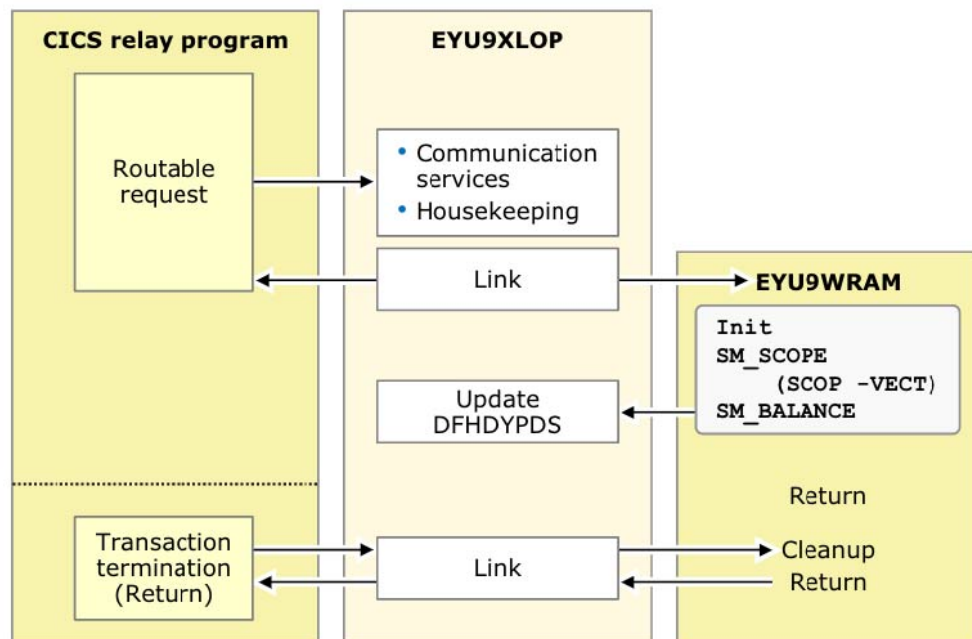 CICS relay program
Routable
request
Transaction
termination
(Return)
EYU9XLOP
• Communication
services
• Housekeeping
Link
Update
DFHDYPDS
Link
EYU9WRAM
Init
SM_SCOPE
(SCOP -VECT)
SM_BALANCE
Return
Cleanup
Return